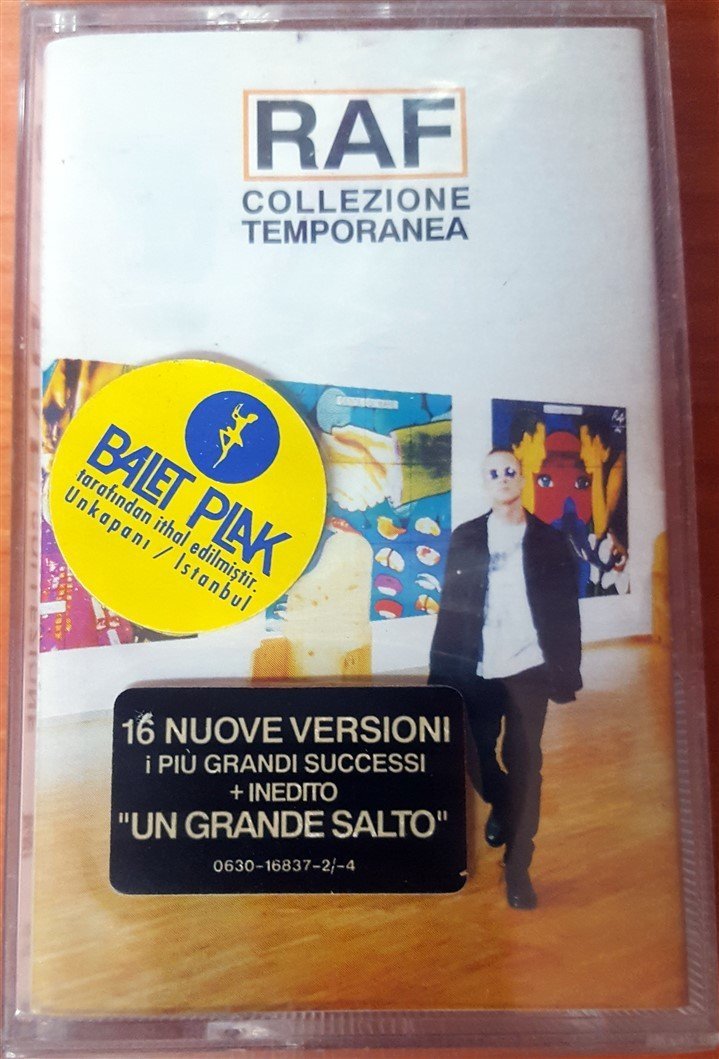 RAF
COLLEZIONE
TEMPORANEA
BALET PLAK
tarafından ithal edilmiştir.
Unkapanı / Istanbul
16 NUOVE VERSIONI
i PIÙ GRANDI SUCCESSI
+ INEDITO
"UN GRANDE SALTO"
0630-16837-2/-4